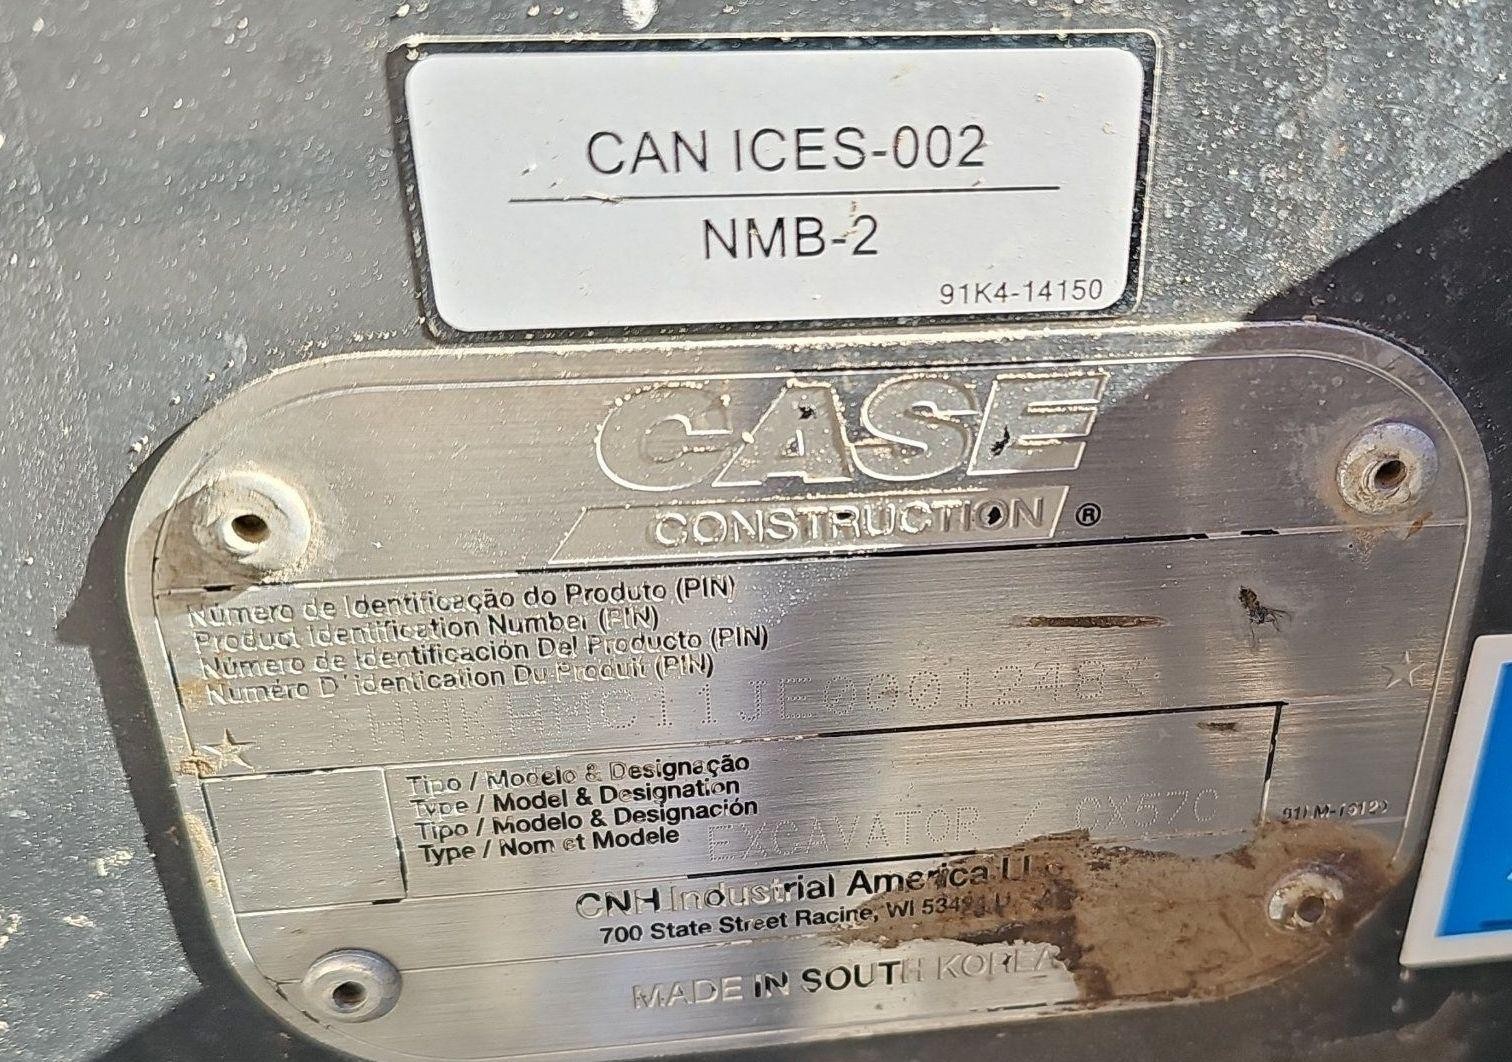 CAN ICES-002
NMB-2
91K4-14150
CASE
CONSTRUCTION ®
Número de Identificação do Produto (PIN)
Product Identification Number (PIN)
Número de Identificación Del Producto (PIN)
Numéro D'identication Du Produit (PIN)
Tipo / Modelo & Designação
Type / Model & Designation
Tipo / Modelo & Designación
Type / Nom et Modele
EXCAVATOR / CX57C
CNH Industrial America LLC
700 State Street Racine, WI
MADE IN SOUTH KOREA